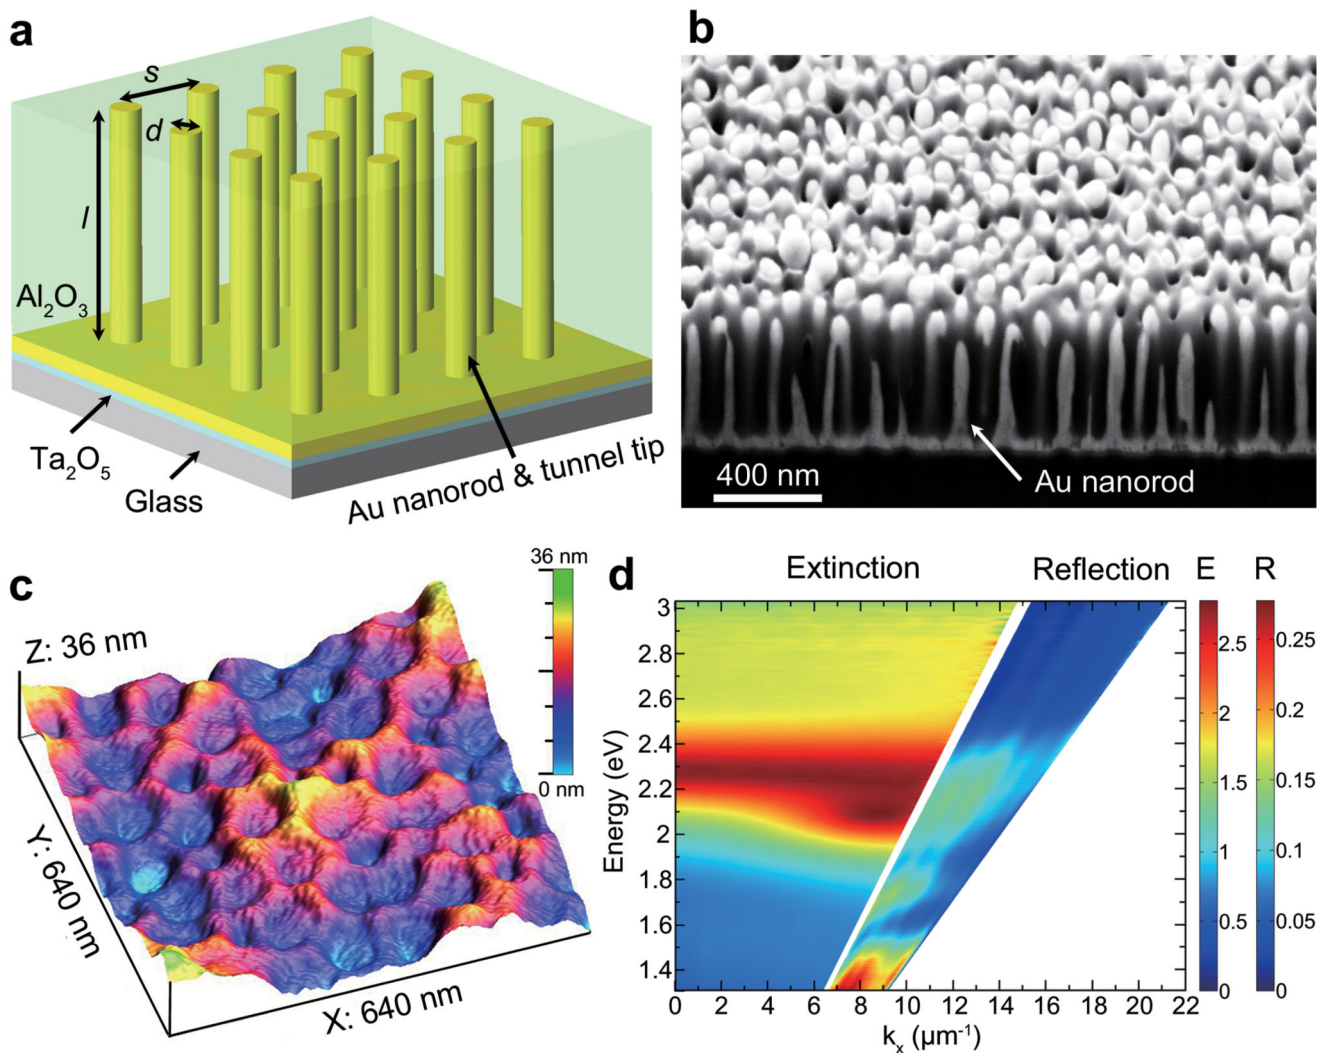 a
s
d
l
Al₂O₃
Ta₂O₅
Glass
Au nanorod & tunnel tip
b
400 nm
Au nanorod
c
36 nm
0 nm
Z: 36 nm
Y: 640 nm
X: 640 nm
d
Extinction Reflection E R
3
2.8
2.6
2.4
2.2
2
1.8
1.6
1.4
Energy (eV)
0 2 4 6 8 10 12 14 16 18 20 22
kₓ (µm⁻¹)
2.5
2
1.5
1
0.5
0
0.25
0.2
0.15
0.1
0.05
0